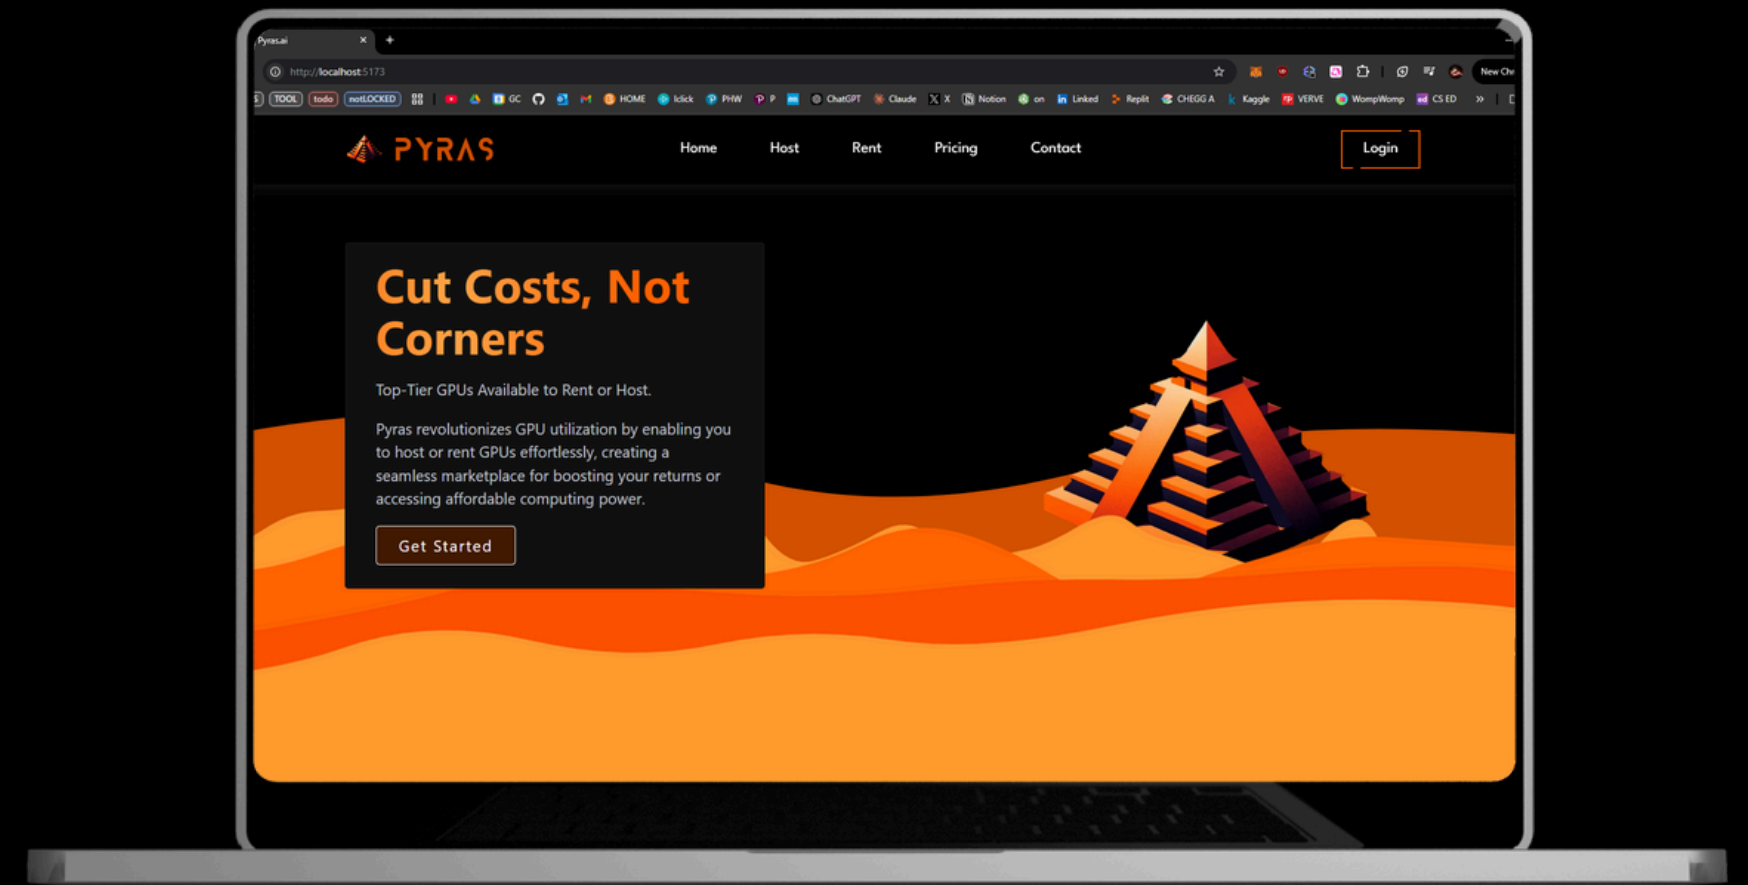 Pyras.ai
http://localhost:5173
New Chr
TOOL todo notLOCKED GC HOME Iclick PHW P ChatGPT Claude X Notion on Linked Replit CHEGG A Kaggle VERVE WompWomp CS ED »
PYRAS Home Host Rent Pricing Contact Login
Cut Costs, Not
Corners
Top-Tier GPUs Available to Rent or Host.
Pyras revolutionizes GPU utilization by enabling you
to host or rent GPUs effortlessly, creating a
seamless marketplace for boosting your returns or
accessing affordable computing power.
Get Started